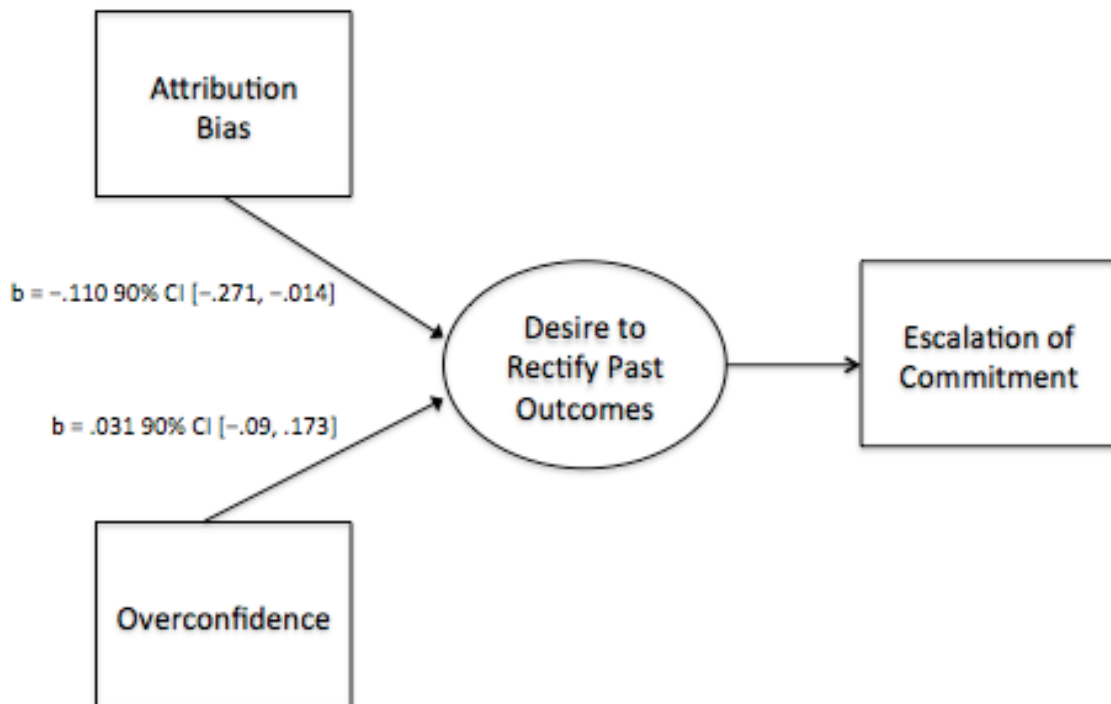 Attribution
Bias
b = −.110 90% CI [−.271, −.014]
Desire to
Rectify Past
Outcomes
Escalation of
Commitment
b = .031 90% CI [−.09, .173]
Overconfidence